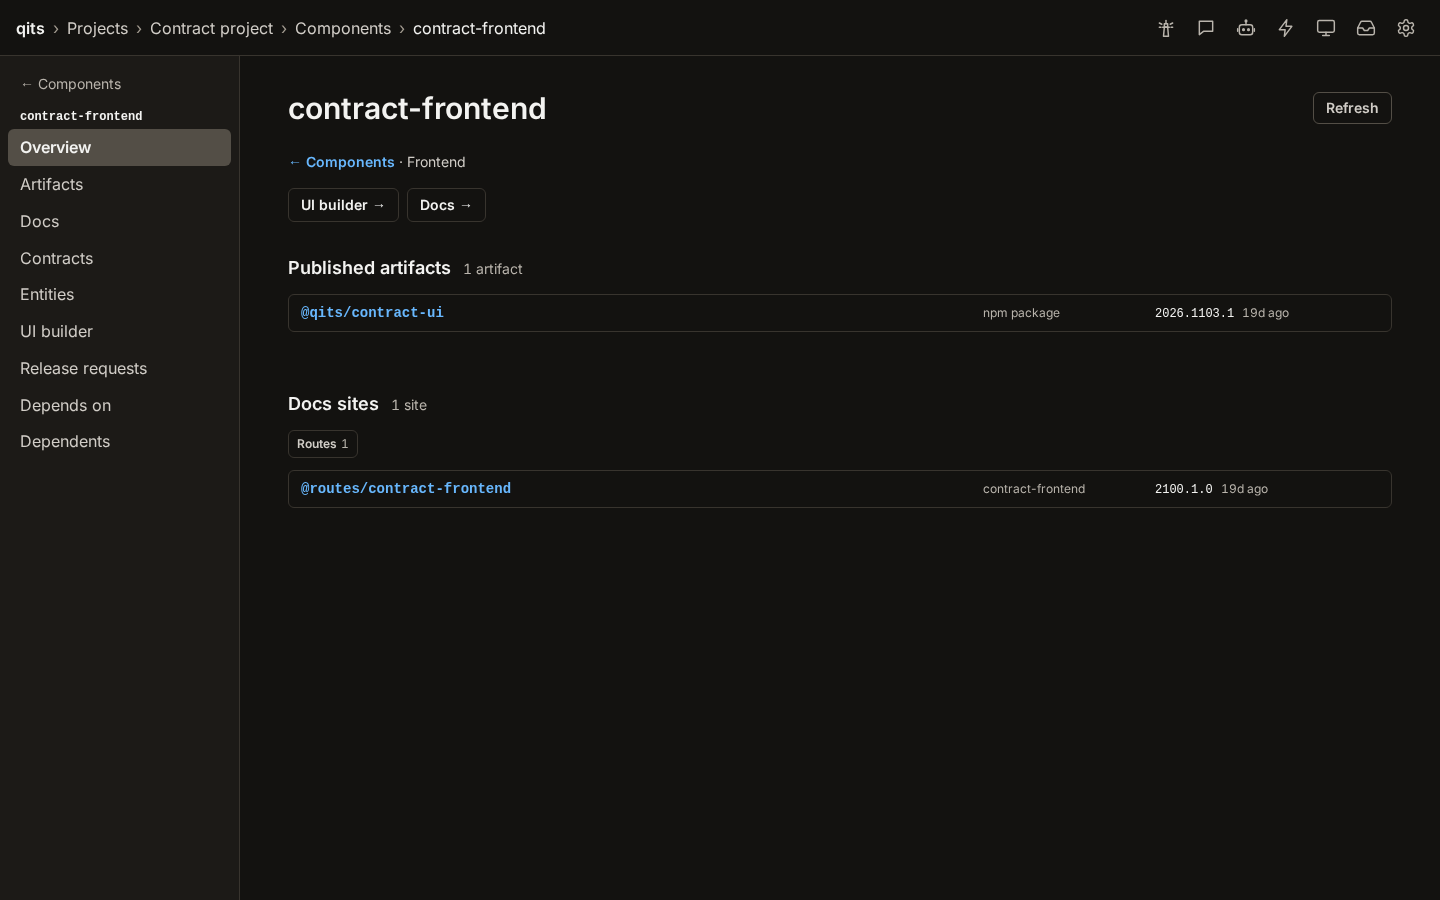 qits › Projects › Contract project › Components › contract-frontend
← Components
contract-frontend
Overview
Artifacts
Docs
Contracts
Entities
UI builder
Release requests
Depends on
Dependents
contract-frontend
Refresh
← Components · Frontend
UI builder →
Docs →
Published artifacts 1 artifact
@qits/contract-ui npm package 2026.1103.1 19d ago
Docs sites 1 site
Routes 1
@routes/contract-frontend contract-frontend 2100.1.0 19d ago